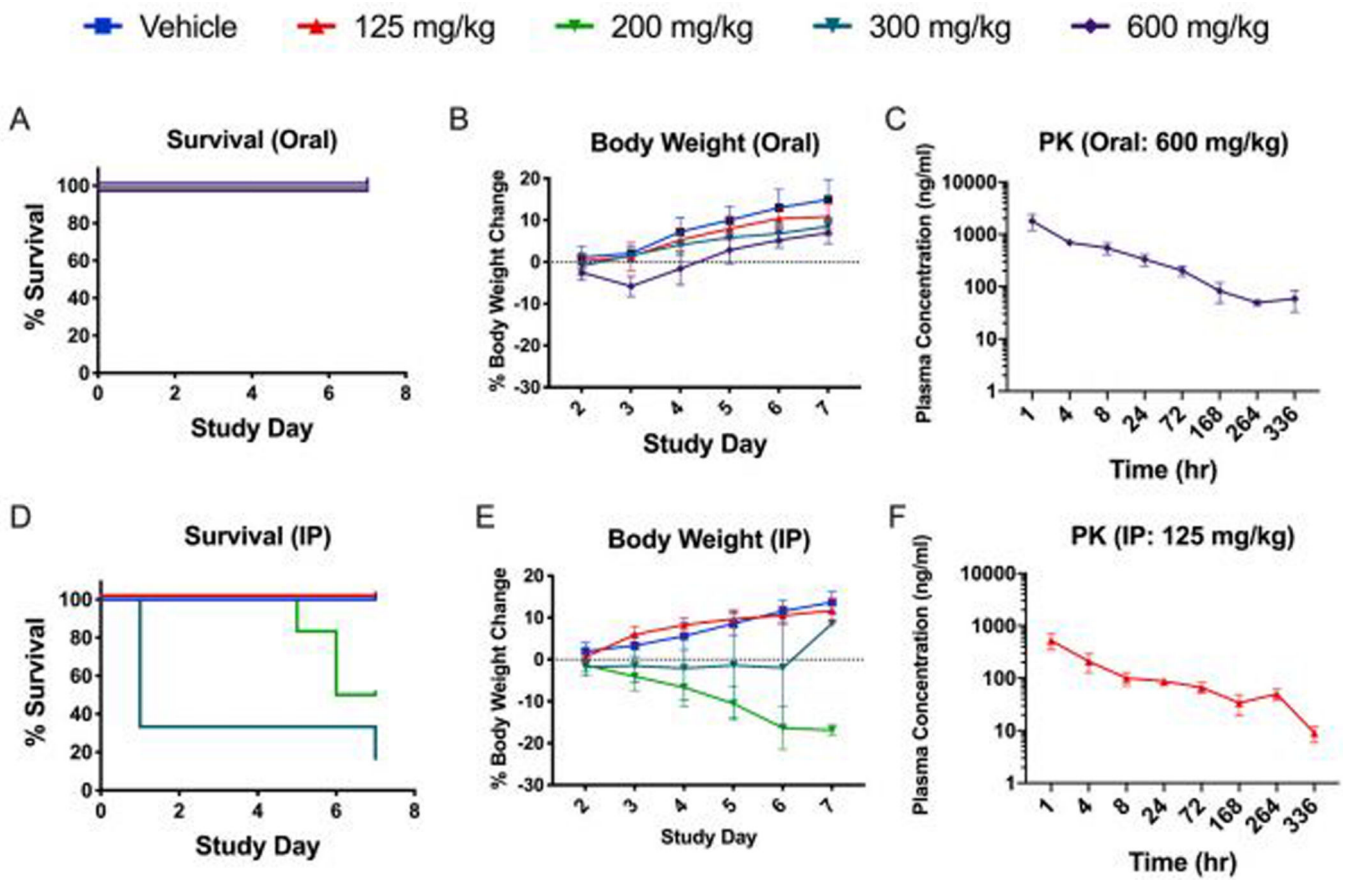 Vehicle 125 mg/kg 200 mg/kg 300 mg/kg 600 mg/kg
A
Survival (Oral)
% Survival
100
80
60
40
20
0
0 2 4 6 8
Study Day
B
Body Weight (Oral)
% Body Weight Change
20
10
0
-10
-20
-30
2 3 4 5 6 7
Study Day
C
PK (Oral: 600 mg/kg)
Plasma Concentration (ng/ml)
10000
1000
100
10
1
1 4 8 24 72 168 264 336
Time (hr)
D
Survival (IP)
% Survival
100
80
60
40
20
0
0 2 4 6 8
Study Day
E
Body Weight (IP)
% Body Weight Change
20
10
0
-10
-20
-30
2 3 4 5 6 7
Study Day
F
PK (IP: 125 mg/kg)
Plasma Concentration (ng/ml)
10000
1000
100
10
1
1 4 8 24 72 168 264 336
Time (hr)